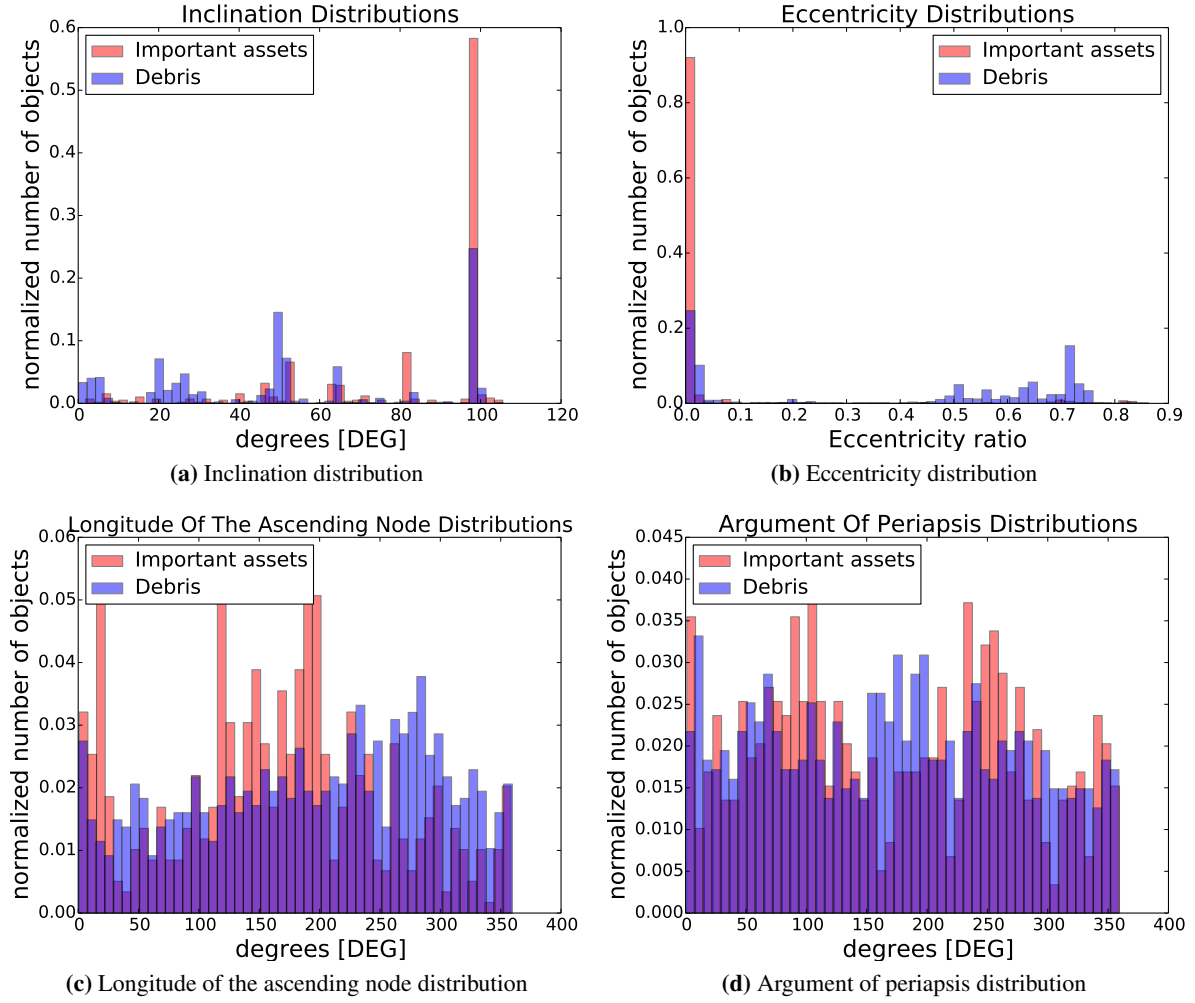 Inclination Distributions
normalized number of objects
0.6
0.5
0.4
0.3
0.2
0.1
0.0
Important assets
Debris
0 20 40 60 80 100 120
degrees [DEG]
(a) Inclination distribution
Eccentricity Distributions
normalized number of objects
1.0
0.8
0.6
0.4
0.2
0.0
Important assets
Debris
0.0 0.1 0.2 0.3 0.4 0.5 0.6 0.7 0.8 0.9
Eccentricity ratio
(b) Eccentricity distribution
Longitude Of The Ascending Node Distributions
normalized number of objects
0.06
0.05
0.04
0.03
0.02
0.01
0.00
Important assets
Debris
0 50 100 150 200 250 300 350 400
degrees [DEG]
(c) Longitude of the ascending node distribution
Argument Of Periapsis Distributions
normalized number of objects
0.045
0.040
0.035
0.030
0.025
0.020
0.015
0.010
0.005
0.000
Important assets
Debris
0 50 100 150 200 250 300 350 400
degrees [DEG]
(d) Argument of periapsis distribution